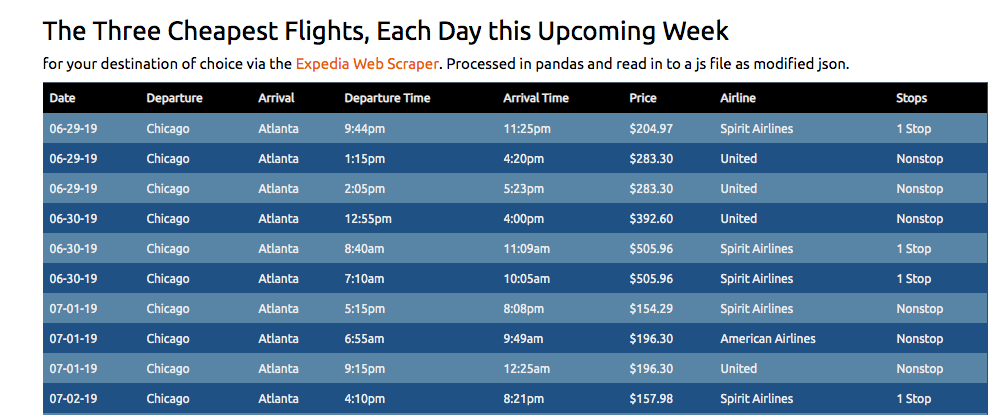 The Three Cheapest Flights, Each Day this Upcoming Week
for your destination of choice via the Expedia Web Scraper. Processed in pandas and read in to a js file as modified json.
Date Departure Arrival Departure Time Arrival Time Price Airline Stops
06-29-19 Chicago Atlanta 9:44pm 11:25pm $204.97 Spirit Airlines 1 Stop
06-29-19 Chicago Atlanta 1:15pm 4:20pm $283.30 United Nonstop
06-29-19 Chicago Atlanta 2:05pm 5:23pm $283.30 United Nonstop
06-30-19 Chicago Atlanta 12:55pm 4:00pm $392.60 United Nonstop
06-30-19 Chicago Atlanta 8:40am 11:09am $505.96 Spirit Airlines 1 Stop
06-30-19 Chicago Atlanta 7:10am 10:05am $505.96 Spirit Airlines 1 Stop
07-01-19 Chicago Atlanta 5:15pm 8:08pm $154.29 Spirit Airlines Nonstop
07-01-19 Chicago Atlanta 6:55am 9:49am $196.30 American Airlines Nonstop
07-01-19 Chicago Atlanta 9:15pm 12:25am $196.30 United Nonstop
07-02-19 Chicago Atlanta 4:10pm 8:21pm $157.98 Spirit Airlines 1 Stop